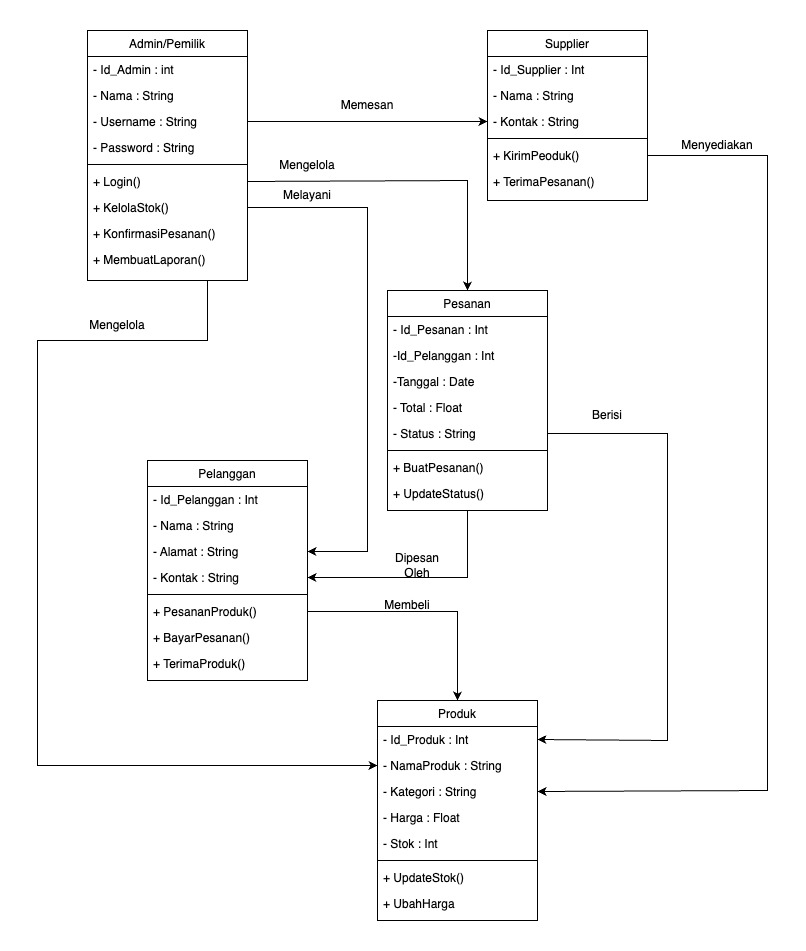 Admin/Pemilik
- Id_Admin : int
- Nama : String
- Username : String
- Password : String
+ Login()
+ KelolaStok()
+ KonfirmasiPesanan()
+ MembuatLaporan()
Memesan
Supplier
- Id_Supplier : Int
- Nama : String
- Kontak : String
+ KirimPeoduk()
+ TerimaPesanan()
Menyediakan
Mengelola
Melayani
Mengelola
Pesanan
- Id_Pesanan : Int
-Id_Pelanggan : Int
-Tanggal : Date
- Total : Float
- Status : String
+ BuatPesanan()
+ UpdateStatus()
Berisi
Pelanggan
- Id_Pelanggan : Int
- Nama : String
- Alamat : String
- Kontak : String
+ PesananProduk()
+ BayarPesanan()
+ TerimaProduk()
Dipesan
Oleh
Membeli
Produk
- Id_Produk : Int
- NamaProduk : String
- Kategori : String
- Harga : Float
- Stok : Int
+ UpdateStok()
+ UbahHarga